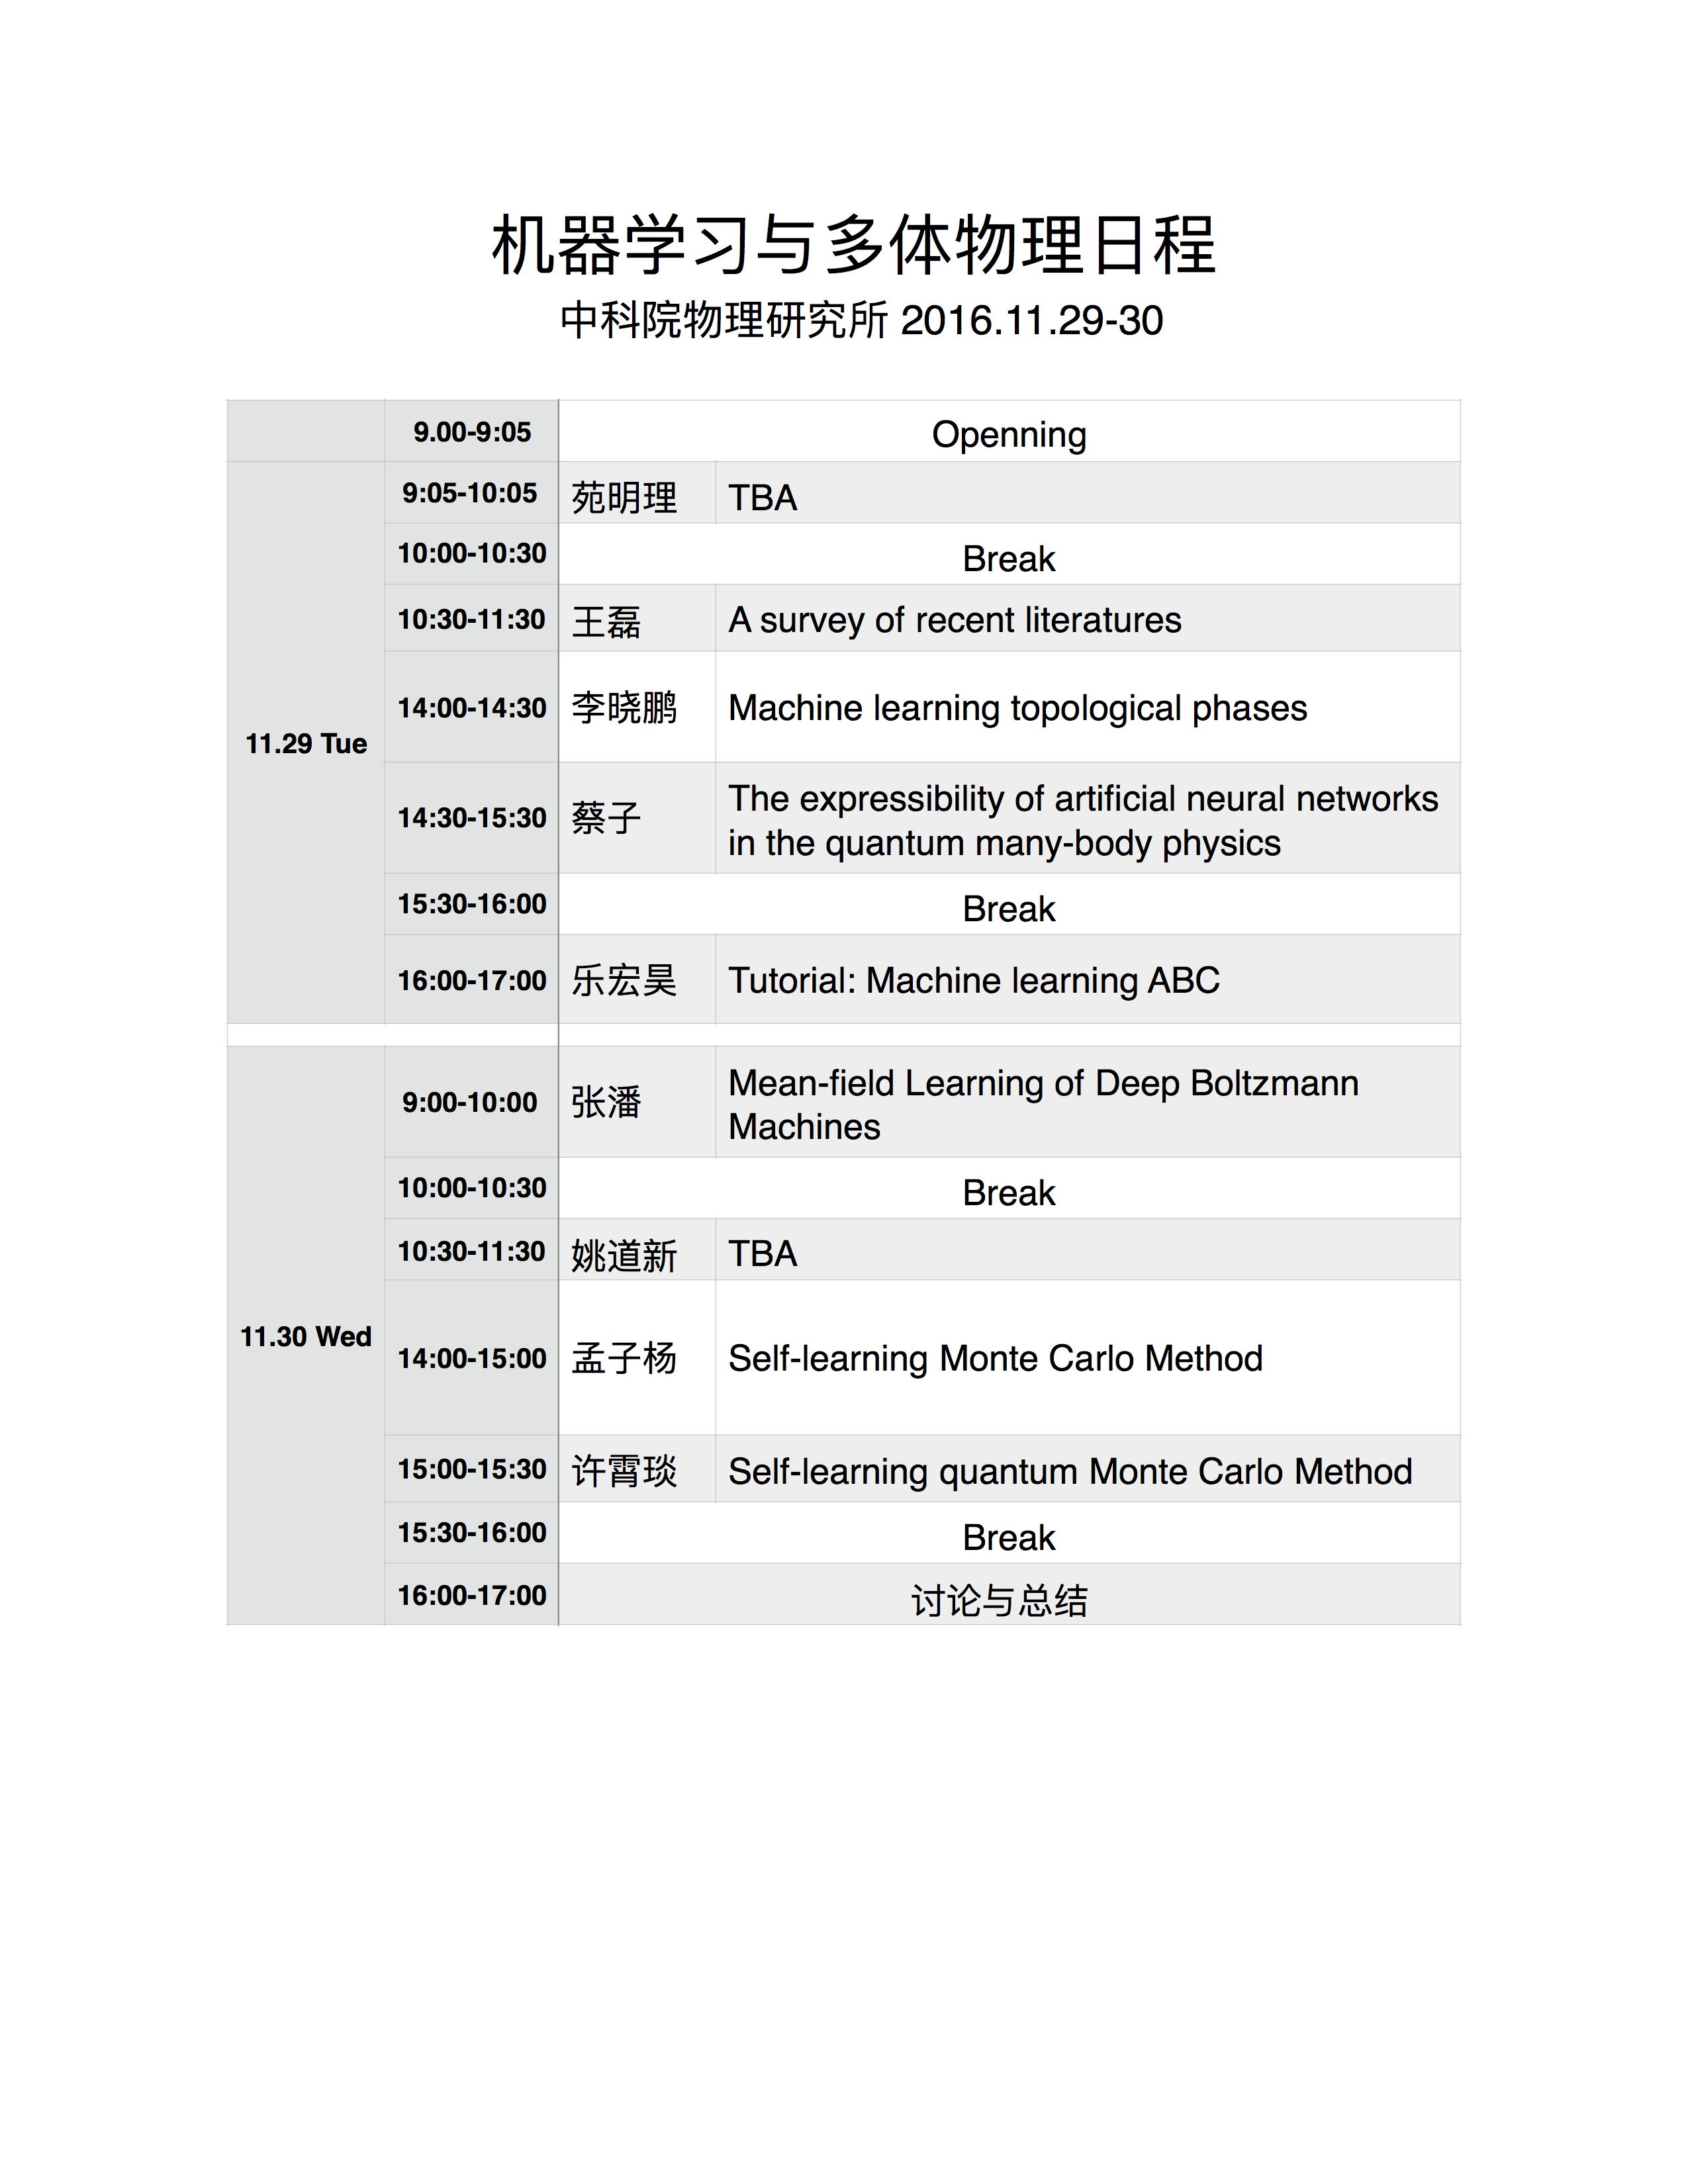 机器学习与多体物理日程
中科院物理研究所 2016.11.29-30
9.00-9:05 Openning
11.29 Tue
9:05-10:05 苑明理 TBA
10:00-10:30 Break
10:30-11:30 王磊 A survey of recent literatures
14:00-14:30 李晓鹏 Machine learning topological phases
14:30-15:30 蔡子 The expressibility of artificial neural networks
in the quantum many-body physics
15:30-16:00 Break
16:00-17:00 乐宏昊 Tutorial: Machine learning ABC
11.30 Wed
9:00-10:00 张潘 Mean-field Learning of Deep Boltzmann
Machines
10:00-10:30 Break
10:30-11:30 姚道新 TBA
14:00-15:00 孟子杨 Self-learning Monte Carlo Method
15:00-15:30 许霄琰 Self-learning quantum Monte Carlo Method
15:30-16:00 Break
16:00-17:00 讨论与总结